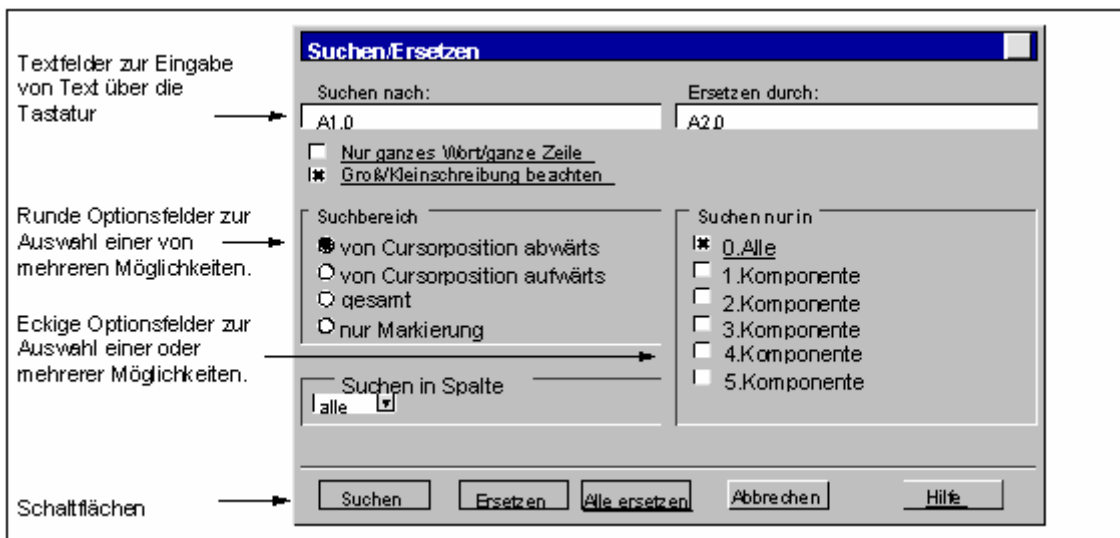 Suchen/Ersetzen
Textfelder zur Eingabe
von Text über die
Tastatur
Suchen nach:
Ersetzen durch:
A1.0
A2.0
Nur ganzes Wort/ganze Zeile
Groß/Kleinschreibung beachten
Runde Optionsfelder zur
Auswahl einer von
mehreren Möglichkeiten.
Suchbereich
von Cursorposition abwärts
von Cursorposition aufwärts
gesamt
nur Markierung
Suchen nur in
0.Alle
1.Komponente
2.Komponente
3.Komponente
4.Komponente
5.Komponente
Eckige Optionsfelder zur
Auswahl einer oder
mehrerer Möglichkeiten.
Suchen in Spalte
alle
Schaltflächen
Suchen
Ersetzen
Alle ersetzen
Abbrechen
Hilfe